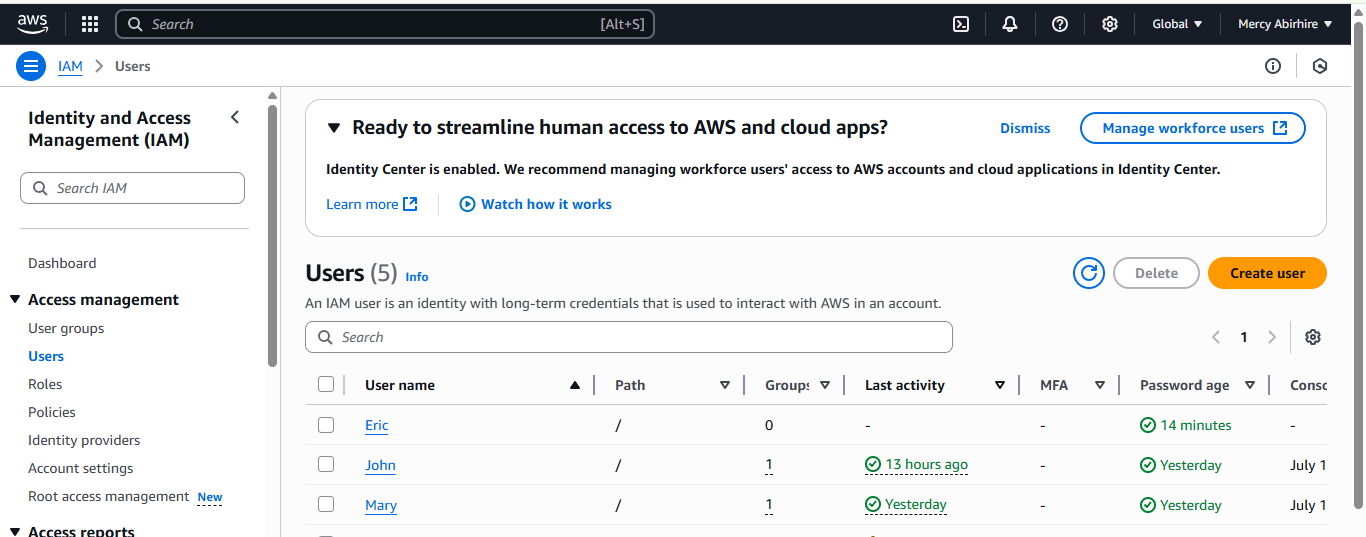 aws
Search [Alt+S] Global Mercy Abirhire
IAM Users
Identity and Access
Management (IAM)
Search IAM
Dashboard
Access management
User groups
Users
Roles
Policies
Identity providers
Account settings
Root access management New
Access reports
Ready to streamline human access to AWS and cloud apps? Dismiss Manage workforce users
Identity Center is enabled. We recommend managing workforce users' access to AWS accounts and cloud applications in Identity Center.
Learn more Watch how it works
Users (5) Info Delete Create user
An IAM user is an identity with long-term credentials that is used to interact with AWS in an account.
Search 1
User name Path Groups Last activity MFA Password age Conso
Eric / 0 - - 14 minutes -
John / 1 13 hours ago - Yesterday July 1
Mary / 1 Yesterday - Yesterday July 1